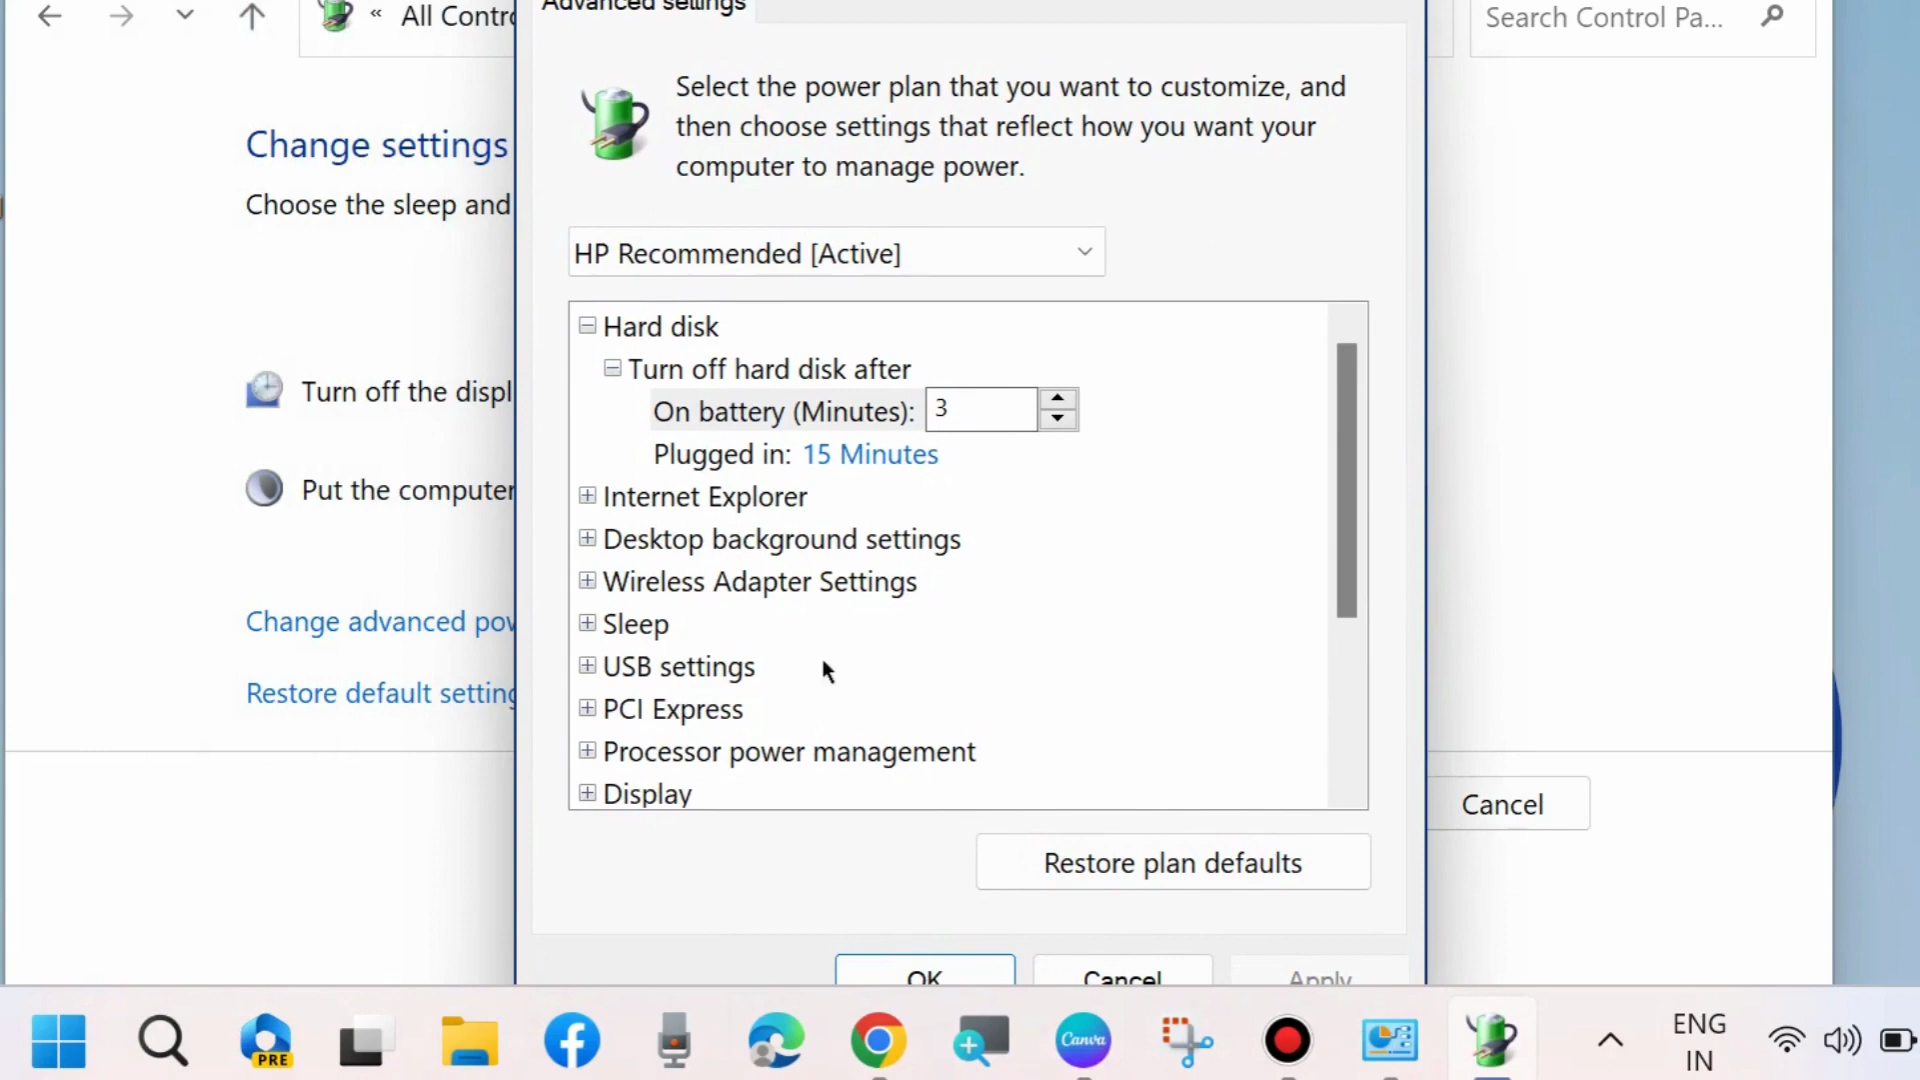 Advanced settings
« All Contro
Search Control Pa...
Change settings
Choose the sleep and
Turn off the displ
Put the computer
Change advanced pow
Restore default setting
Select the power plan that you want to customize, and
then choose settings that reflect how you want your
computer to manage power.
HP Recommended [Active]
Hard disk
Turn off hard disk after
On battery (Minutes): 3
Plugged in: 15 Minutes
Internet Explorer
Desktop background settings
Wireless Adapter Settings
Sleep
USB settings
PCI Express
Processor power management
Display
Restore plan defaults
OK
Cancel
Apply
Cancel
PRE
Canva
ENG
IN